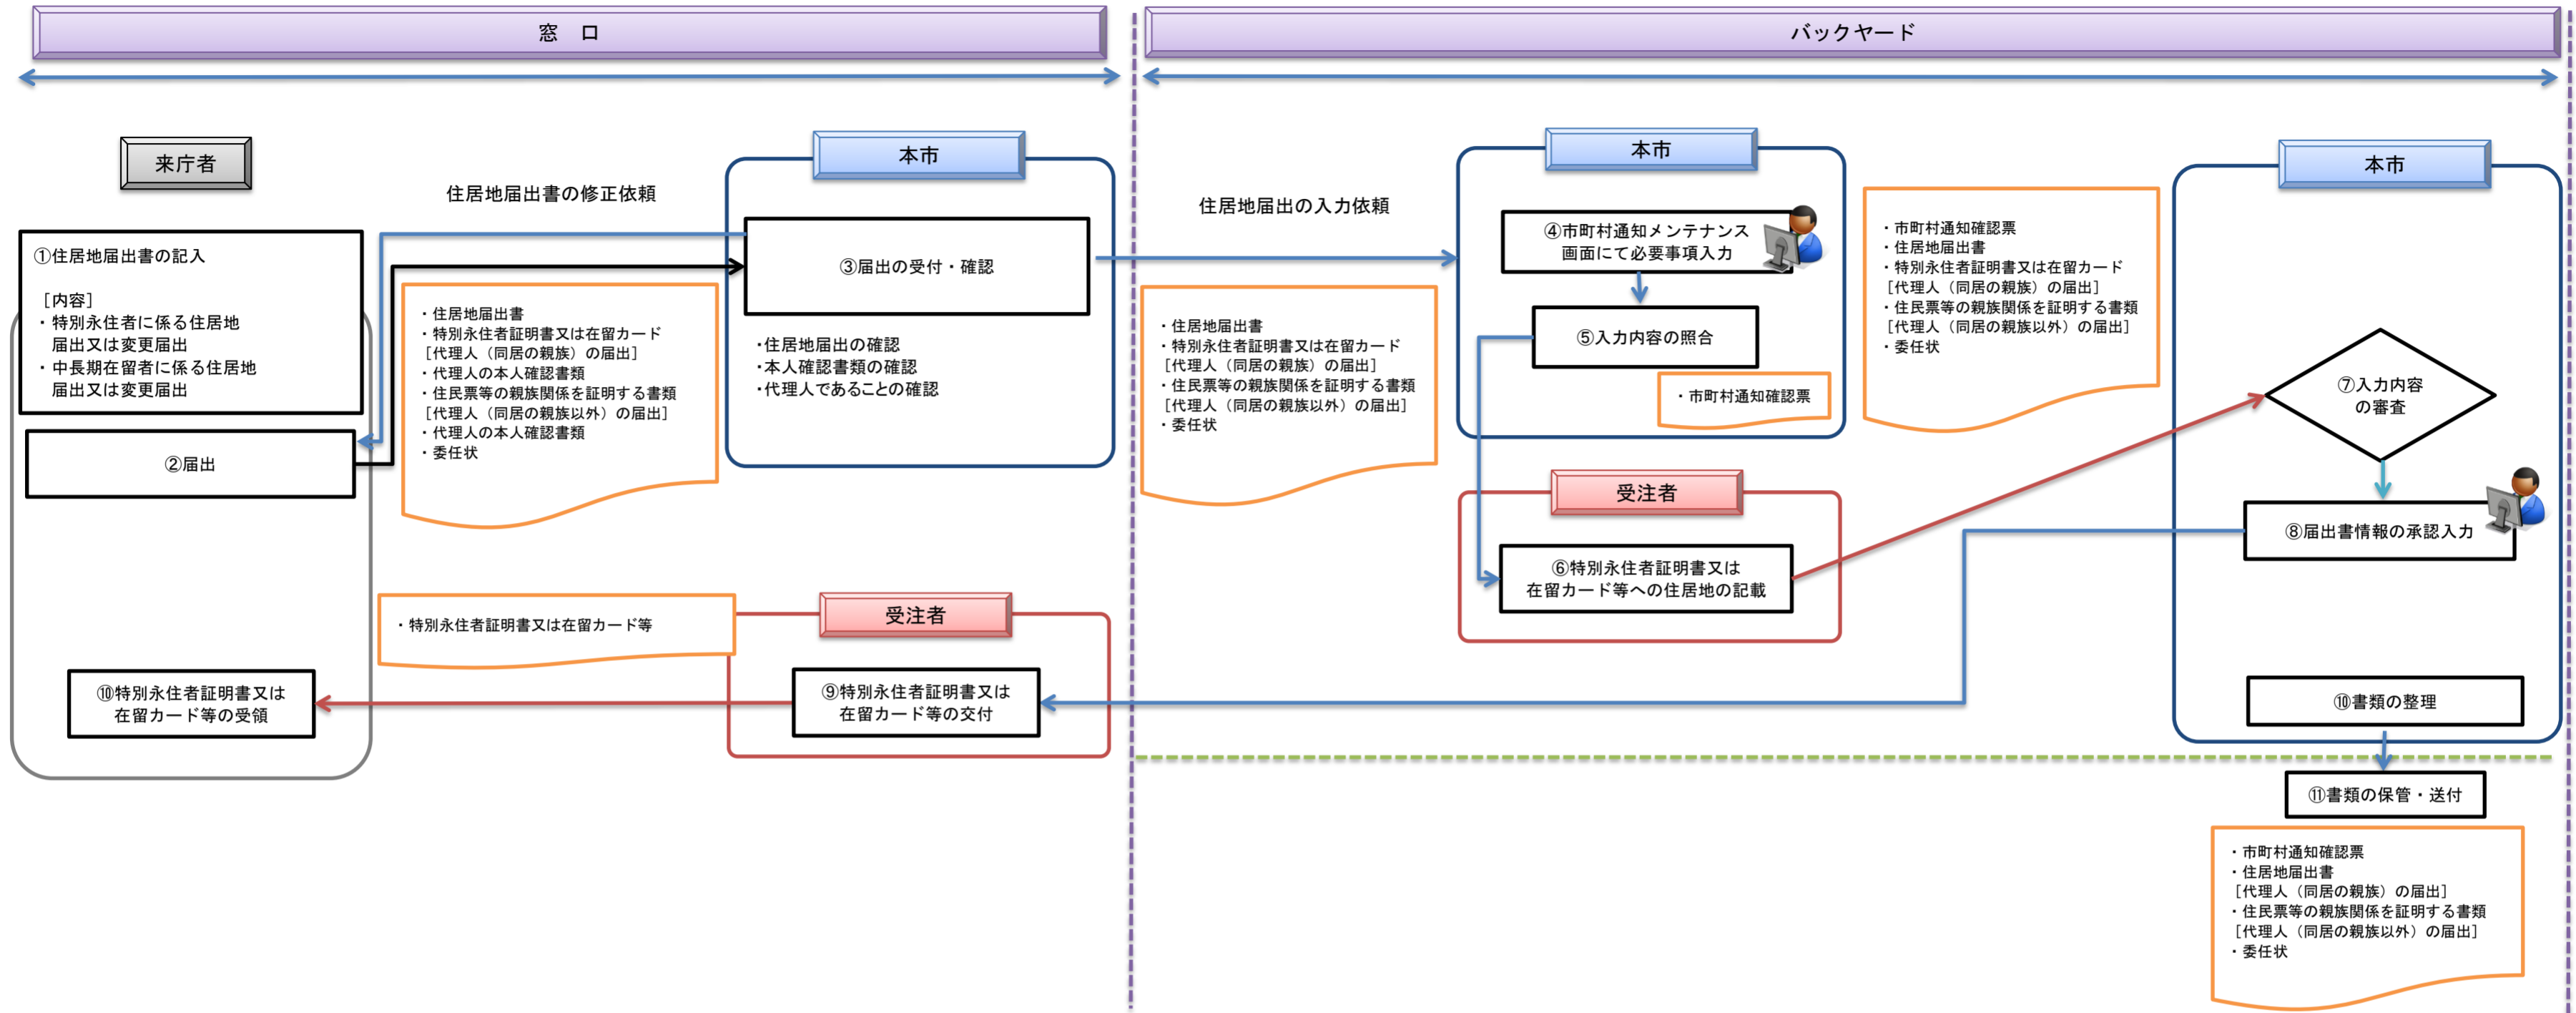 窓　口
バックヤード
来庁者
①住居地届出書の記入
［内容］
・特別永住者に係る住居地
届出又は変更届出
・中長期在留者に係る住居地
届出又は変更届出
②届出
住居地届出書の修正依頼
・住居地届出書
・特別永住者証明書又は在留カード
［代理人（同居の親族）の届出］
・代理人の本人確認書類
・住民票等の親族関係を証明する書類
［代理人（同居の親族以外）の届出］
・代理人の本人確認書類
・委任状
本市
③届出の受付・確認
・住居地届出の確認
・本人確認書類の確認
・代理人であることの確認
住居地届出の入力依頼
・住居地届出書
・特別永住者証明書又は在留カード
［代理人（同居の親族）の届出］
・住民票等の親族関係を証明する書類
［代理人（同居の親族以外）の届出］
・委任状
本市
④市町村通知メンテナンス
画面にて必要事項入力
⑤入力内容の照合
・市町村通知確認票
受注者
⑥特別永住者証明書又は
在留カード等への住居地の記載
・市町村通知確認票
・住居地届出書
・特別永住者証明書又は在留カード
［代理人（同居の親族）の届出］
・住民票等の親族関係を証明する書類
［代理人（同居の親族以外）の届出］
・委任状
本市
⑦入力内容
の審査
⑧届出書情報の承認入力
・特別永住者証明書又は在留カード等
受注者
⑨特別永住者証明書又は
在留カード等の交付
⑩特別永住者証明書又は
在留カード等の受領
⑩書類の整理
⑪書類の保管・送付
・市町村通知確認票
・住居地届出書
［代理人（同居の親族）の届出］
・住民票等の親族関係を証明する書類
［代理人（同居の親族以外）の届出］
・委任状